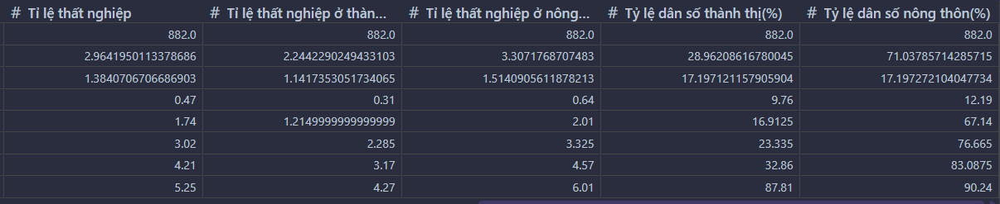 # Tỉ lệ thất nghiệp # Tỉ lệ thất nghiệp ở thàn... # Tỉ lệ thất nghiệp ở nông... # Tỷ lệ dân số thành thị(%) # Tỷ lệ dân số nông thôn(%)
882.0 882.0 882.0 882.0 882.0
2.9641950113378686 2.2442290249433103 3.3071768707483 28.96208616780045 71.03785714285715
1.3840706706686903 1.1417353051734065 1.5140905611878213 17.197121157905904 17.197272104047734
0.47 0.31 0.64 9.76 12.19
1.74 1.2149999999999999 2.01 16.9125 67.14
3.02 2.285 3.325 23.335 76.665
4.21 3.17 4.57 32.86 83.0875
5.25 4.27 6.01 87.81 90.24